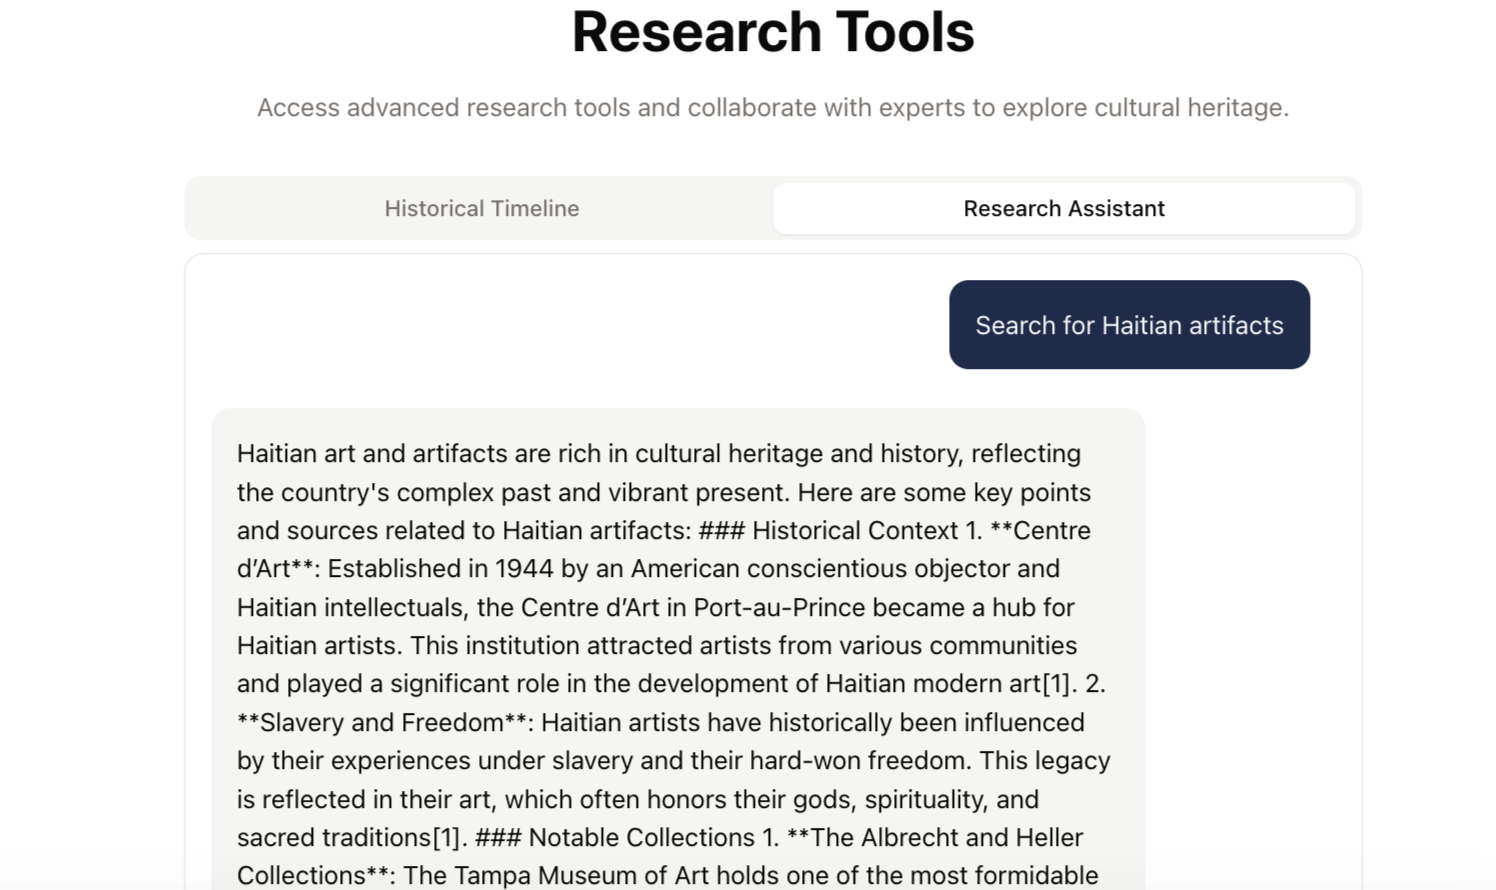 Research Tools
Access advanced research tools and collaborate with experts to explore cultural heritage.
Historical Timeline
Research Assistant
Search for Haitian artifacts
Haitian art and artifacts are rich in cultural heritage and history, reflecting
the country's complex past and vibrant present. Here are some key points
and sources related to Haitian artifacts: ### Historical Context 1. **Centre
d’Art**: Established in 1944 by an American conscientious objector and
Haitian intellectuals, the Centre d’Art in Port-au-Prince became a hub for
Haitian artists. This institution attracted artists from various communities
and played a significant role in the development of Haitian modern art[1]. 2.
**Slavery and Freedom**: Haitian artists have historically been influenced
by their experiences under slavery and their hard-won freedom. This legacy
is reflected in their art, which often honors their gods, spirituality, and
sacred traditions[1]. ### Notable Collections 1. **The Albrecht and Heller
Collections**: The Tampa Museum of Art holds one of the most formidable